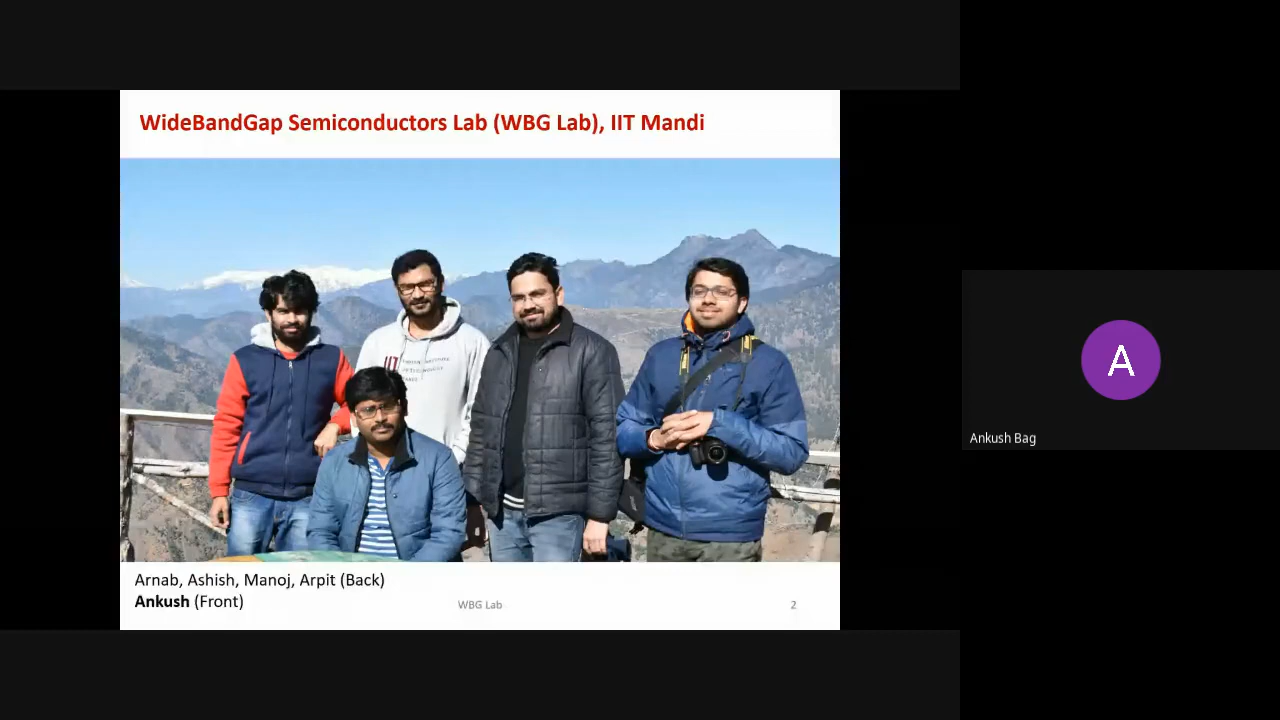 WideBandGap Semiconductors Lab (WBG Lab), IIT Mandi
IIT
Arnab, Ashish, Manoj, Arpit (Back)
Ankush (Front)
WBG Lab
2
A
Ankush Bag